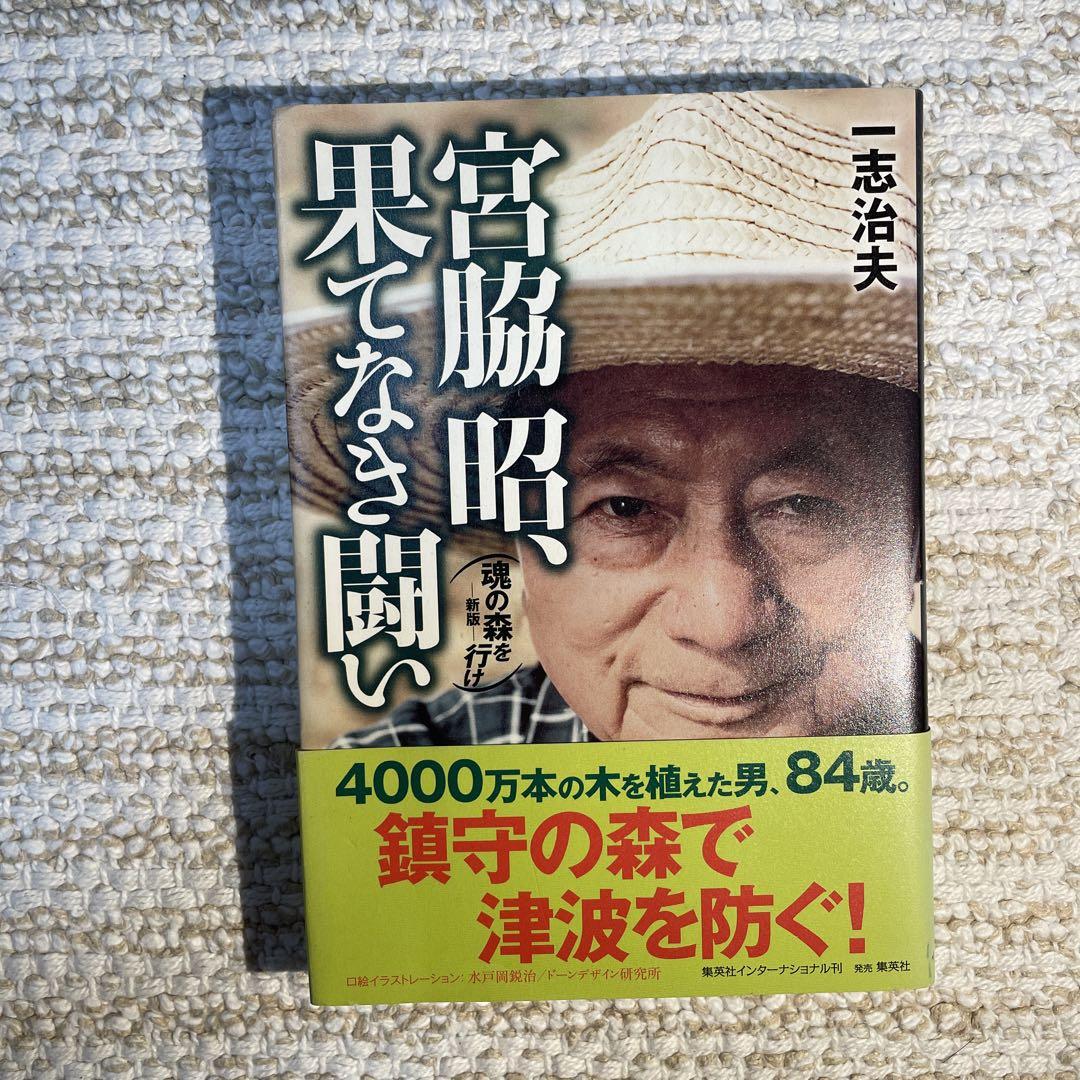 一志治夫
宮脇 昭、
果てなき闘い
(魂の森を行け
―新版―)
4000万本の木を植えた男、84歳。
鎮守の森で
津波を防ぐ!
口絵イラストレーション:水戸岡鋭治/ドーンデザイン研究所
集英社インターナショナル刊 発売 集英社